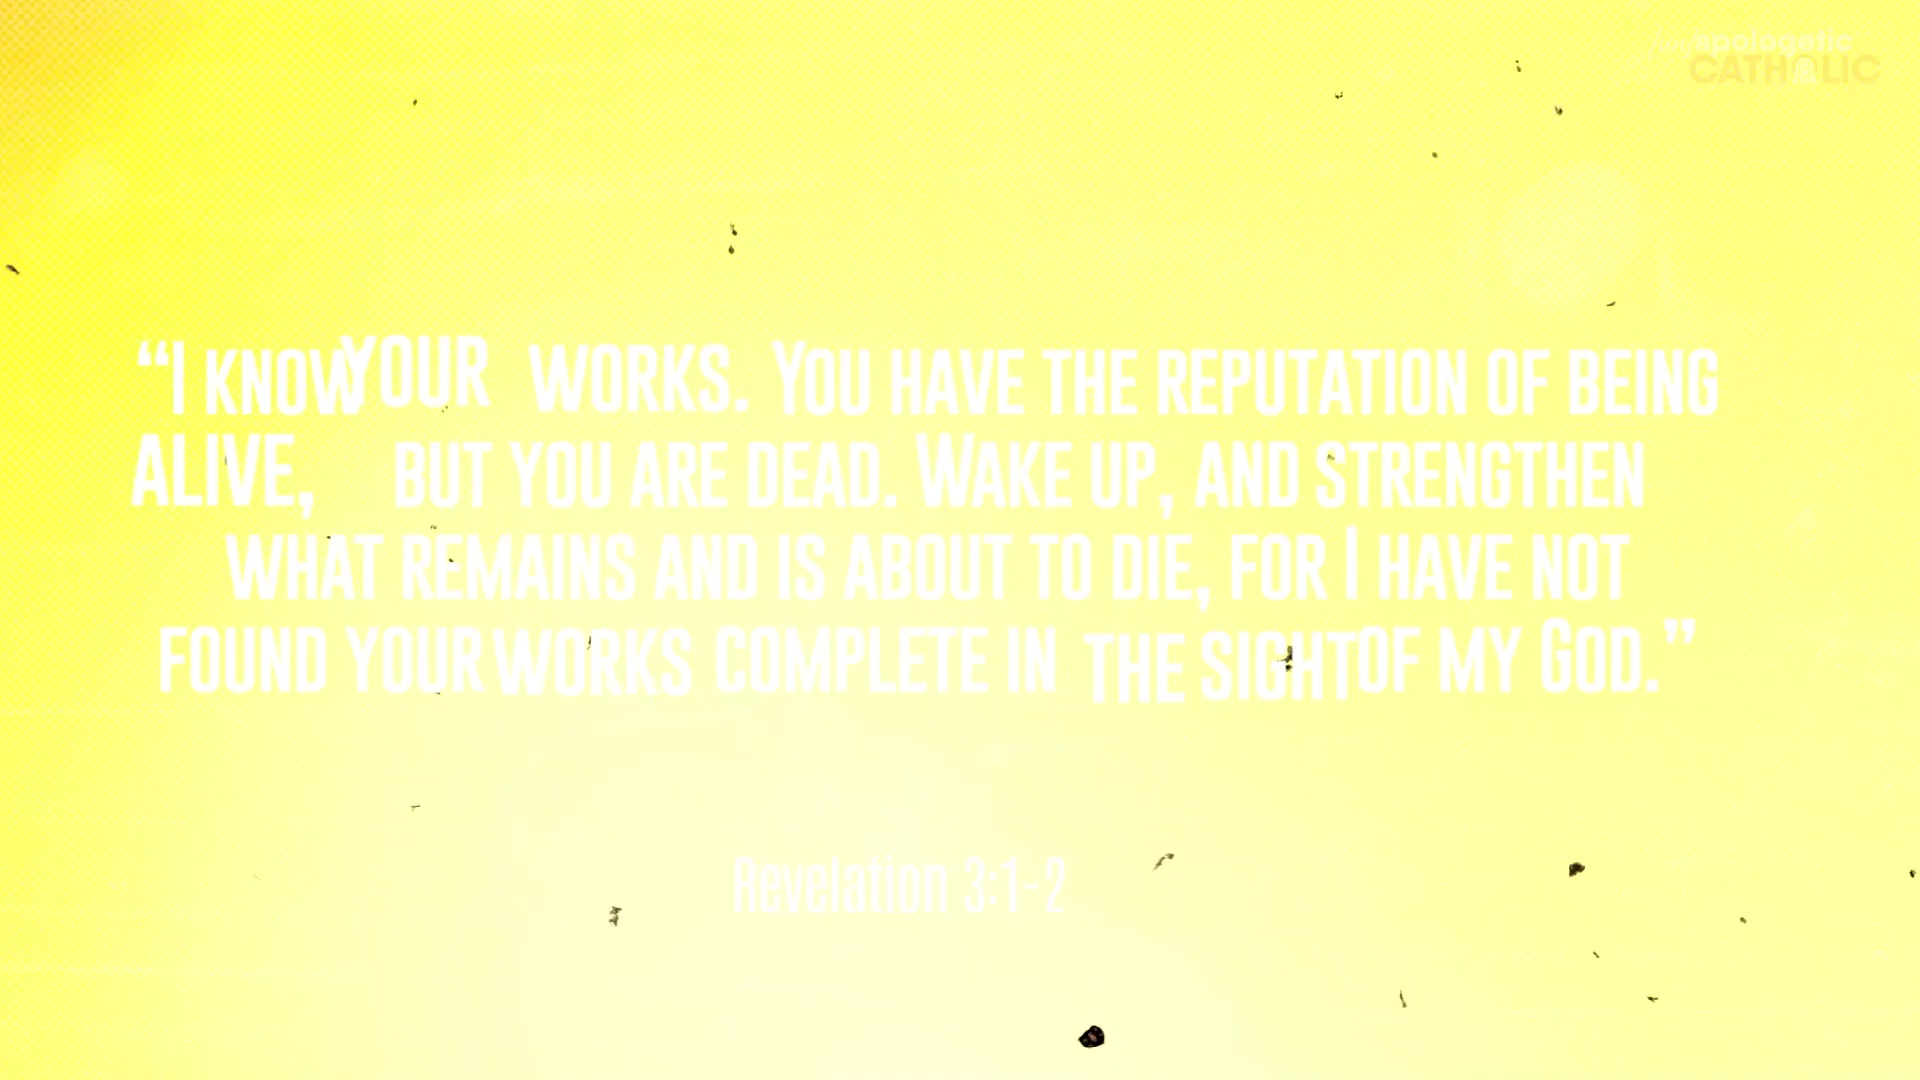 apologetic
CATHOLIC
“I KNOW YOUR WORKS. YOU HAVE THE REPUTATION OF BEING
ALIVE, BUT YOU ARE DEAD. WAKE UP, AND STRENGTHEN
WHAT REMAINS AND IS ABOUT TO DIE, FOR I HAVE NOT
FOUND YOUR WORKS COMPLETE IN THE SIGHT OF MY GOD.”
Revelation 3:1-2